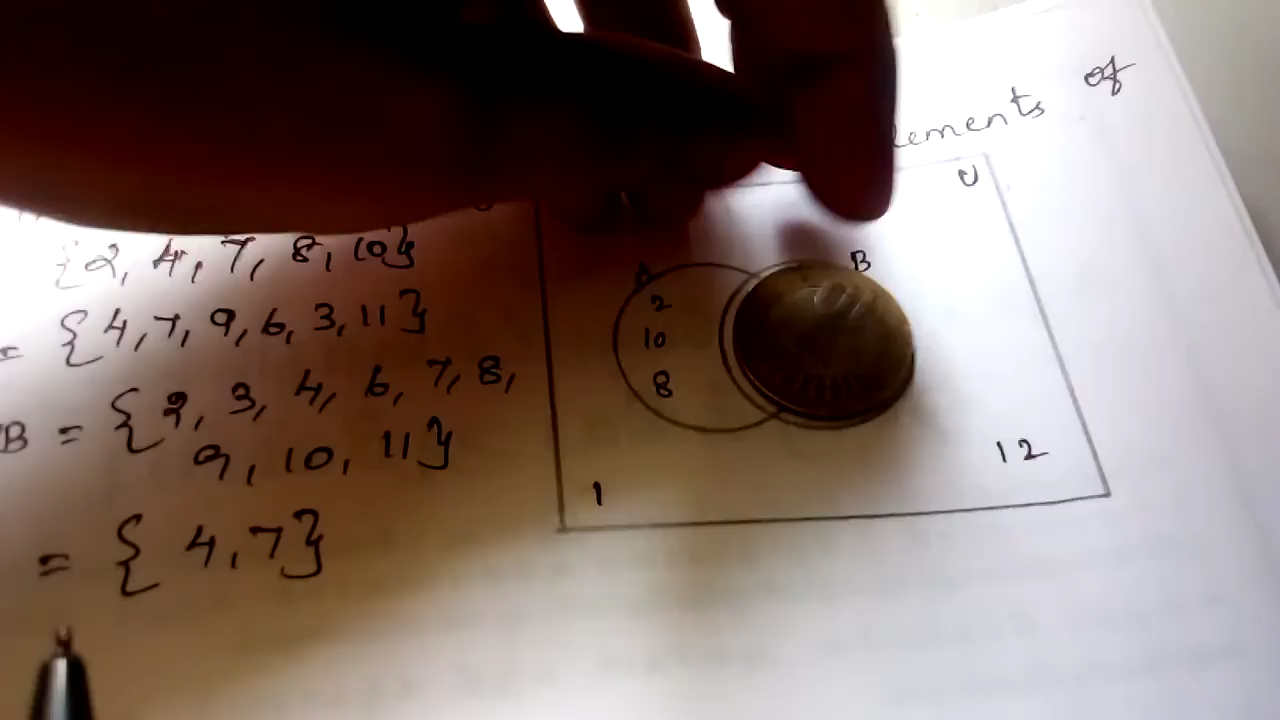 lements of
{2, 4, 7, 8, 10}
= {4, 7, 9, 6, 3, 11}
B = {2, 3, 4, 6, 7, 8,
9, 10, 11}
= { 4, 7}
U
A
B
2
10
8
1
12